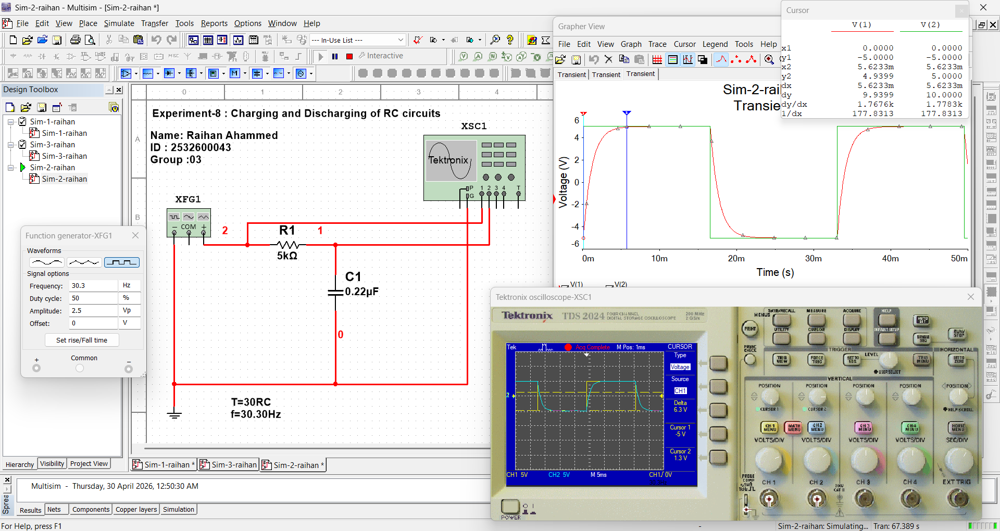 Sim-2-raihan - Multisim - [Sim-2-raihan *]
File Edit View Place Simulate Transfer Tools Reports Options Window Help
--- In-Use List ---
MISC
Interactive
Design Toolbox
Sim-1-raihan
Sim-1-raihan
Sim-3-raihan
Sim-3-raihan
Sim-2-raihan
Sim-2-raihan
Hierarchy Visibility Project View
0 1 2 3 4
A
B
Experiment-8 : Charging and Discharging of RC circuits
Name: Raihan Ahammed
ID : 2532600043
Group :03
XSC1
Tektronix
P
G
1 2 3 4 T
XFG1
COM
2
R1
1
5kΩ
C1
0.22µF
0
T=30RC
f=30.30Hz
Function generator-XFG1
Waveforms
Signal options
Frequency: 30.3 Hz
Duty cycle: 50 %
Amplitude: 2.5 Vp
Offset: 0 V
Set rise/Fall time
+ Common −
Sim-1-raihan * Sim-3-raihan Sim-2-raihan *
Grapher View
File Edit View Graph Trace Cursor Legend Tools Help
Transient Transient Transient
Sim-2-rai
Transie
6
4
2
0
-2
-4
-6
Voltage (V)
0m 10m 20m 30m 40m 50m
Time (s)
V(1) V(2)
Cursor
V(1) V(2)
x1 0.0000 0.0000
y1 -5.0000 -5.0000
x2 5.6233m 5.6233m
y2 4.9399 5.0000
dx 5.6233m 5.6233m
dy 9.9399 10.0000
dy/dx 1.7676k 1.7783k
1/dx 177.8313 177.8313
Tektronix oscilloscope-XSC1
Tektronix TDS 2024 FOUR CHANNEL DIGITAL STORAGE OSCILLOSCOPE 200 MHz 2 GS/s
Tek Acq Complete M Pos: 1ms CURSOR
Type
Voltage
Source
CH1
Delta
6.3 V
Cursor 1
-5 V
Cursor 2
1.3 V
CH1 5V CH2 5V M 5ms CH1 / 0V
POWER
MENUS
SAVE/RECALL MEASURE ACQUIRE HELP
AUTO SET
PRINT
UTILITY CURSOR DISPLAY DEFAULT SETUP
SINGLE SEQ
RUN/STOP
PROBE CHECK
TRIGGER
HORIZONTAL
TRIG VIEW FORCE TRIG SET TO 50% LEVEL TRIG MENU SET TO ZERO
USER SELECT
VERTICAL
POSITION POSITION POSITION POSITION POSITION
CURSOR 1 CURSOR 2 HELP SCROLL
CH 1 MENU MATH MENU CH 2 MENU CH 3 MENU CH 4 MENU HORIZ MENU
VOLTS/DIV VOLTS/DIV VOLTS/DIV VOLTS/DIV SEC/DIV
PROBE COMP
CH 1 CH 2 CH 3 CH 4 EXT TRIG
300V CAT II
Multisim - Thursday, 30 April 2026, 12:50:30 AM
Sprea
Results Nets Components Copper layers Simulation
For Help, press F1
-
Sim-2-raihan: Simulating... Tran: 67.389 s